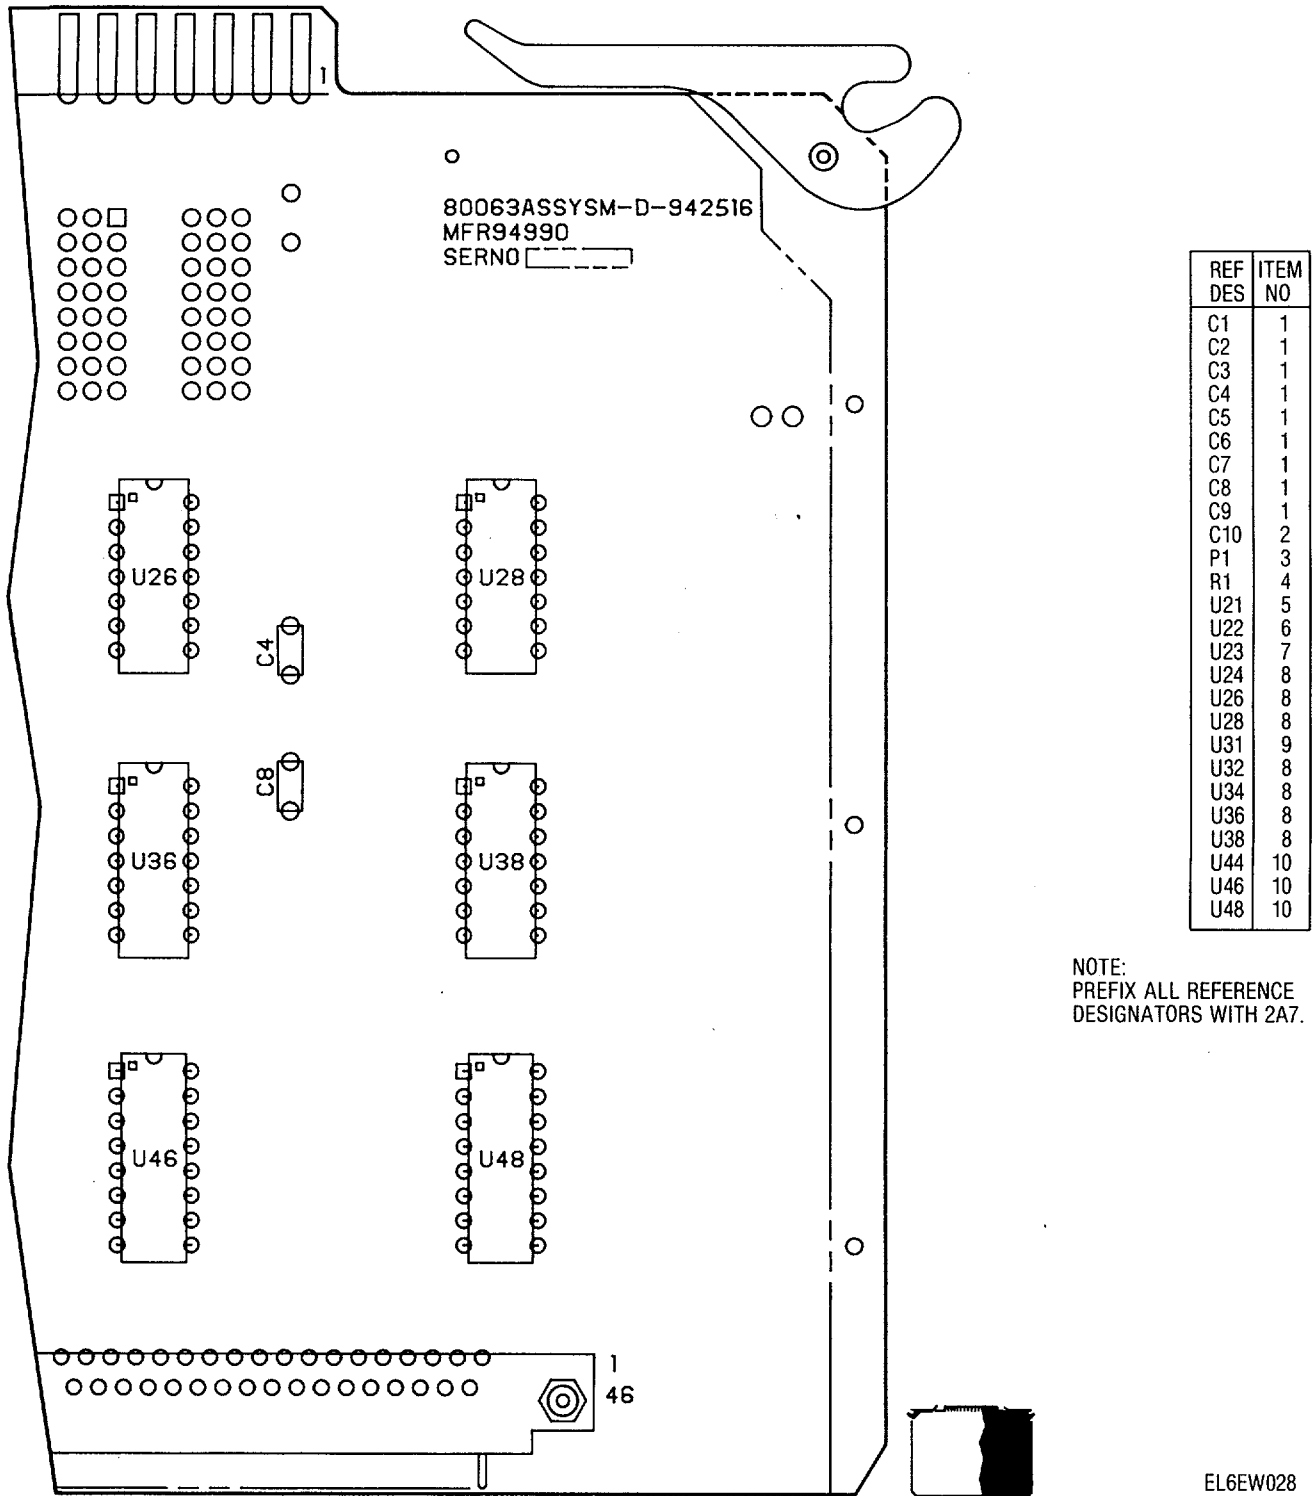 1
80063ASSYSM-D-942516
MFR94990
SERNO
REF DES ITEM NO
C1 1
C2 1
C3 1
C4 1
C5 1
C6 1
C7 1
C8 1
C9 1
C10 2
P1 3
R1 4
U21 5
U22 6
U23 7
U24 8
U26 8
U28 8
U31 9
U32 8
U34 8
U36 8
U38 8
U44 10
U46 10
U48 10
U26
U28
C4
C8
U36
U38
NOTE:
PREFIX ALL REFERENCE
DESIGNATORS WITH 2A7.
U46
U48
1
46
EL6EW028